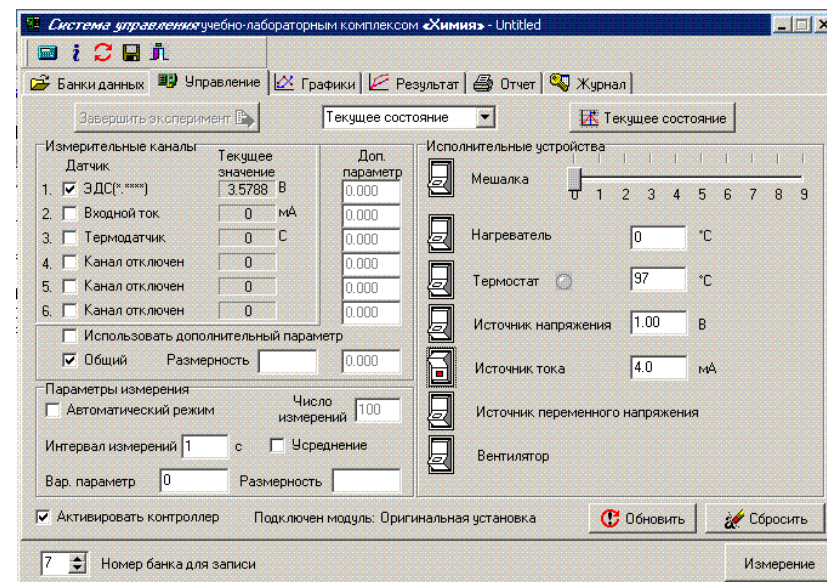 Система управления учебно-лабораторным комплексом «Химия» - Untitled
Банки данных Управление Графики Результат Отчет Журнал
Завершить эксперимент Текущее состояние Текущее состояние
Измерительные каналы
Датчик Текущее значение Доп. параметр
1. ЭДС(*.****) 3.5788 В 0.000
2. Входной ток 0 мА 0.000
3. Термодатчик 0 С 0.000
4. Канал отключен 0 0.000
5. Канал отключен 0 0.000
6. Канал отключен 0 0.000
Использовать дополнительный параметр
Общий Размерность 0.000
Параметры измерения
Автоматический режим Число измерений 100
Интервал измерений 1 с Усреднение
Вар. параметр 0 Размерность
Исполнительные устройства
Мешалка 0 1 2 3 4 5 6 7 8 9
Нагреватель 0 °C
Термостат 97 °C
Источник напряжения 1.00 В
Источник тока 4.0 мА
Источник переменного напряжения
Вентилятор
Активировать контроллер Подключен модуль: Оригинальная установка Обновить Сбросить
7 Номер банка для записи Измерение